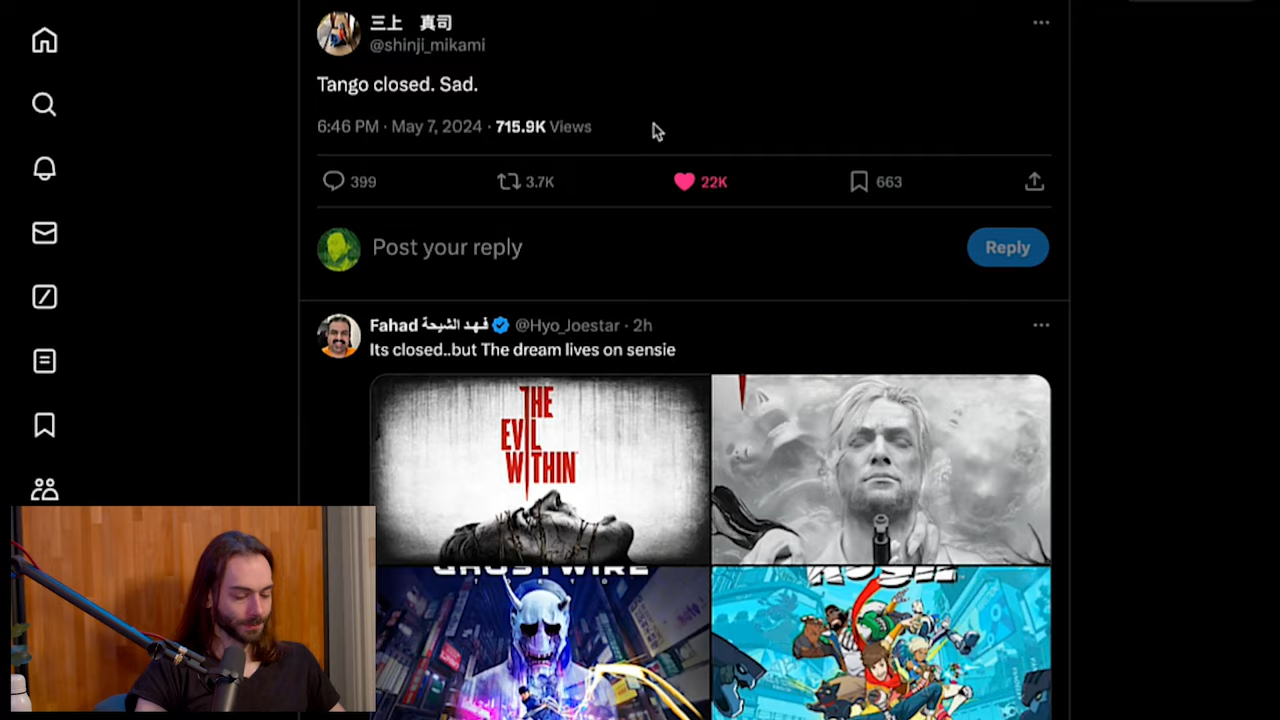 三上 真司
@shinji_mikami
Tango closed. Sad.
6:46 PM · May 7, 2024 · 715.9K Views
399 3.7K 22K 663
Post your reply
Reply
Fahad فهد الشيحة @Hyo_Joestar · 2h
Its closed..but The dream lives on sensie
THE
EVIL
WITHIN
GHOSTWIRE
RUSH